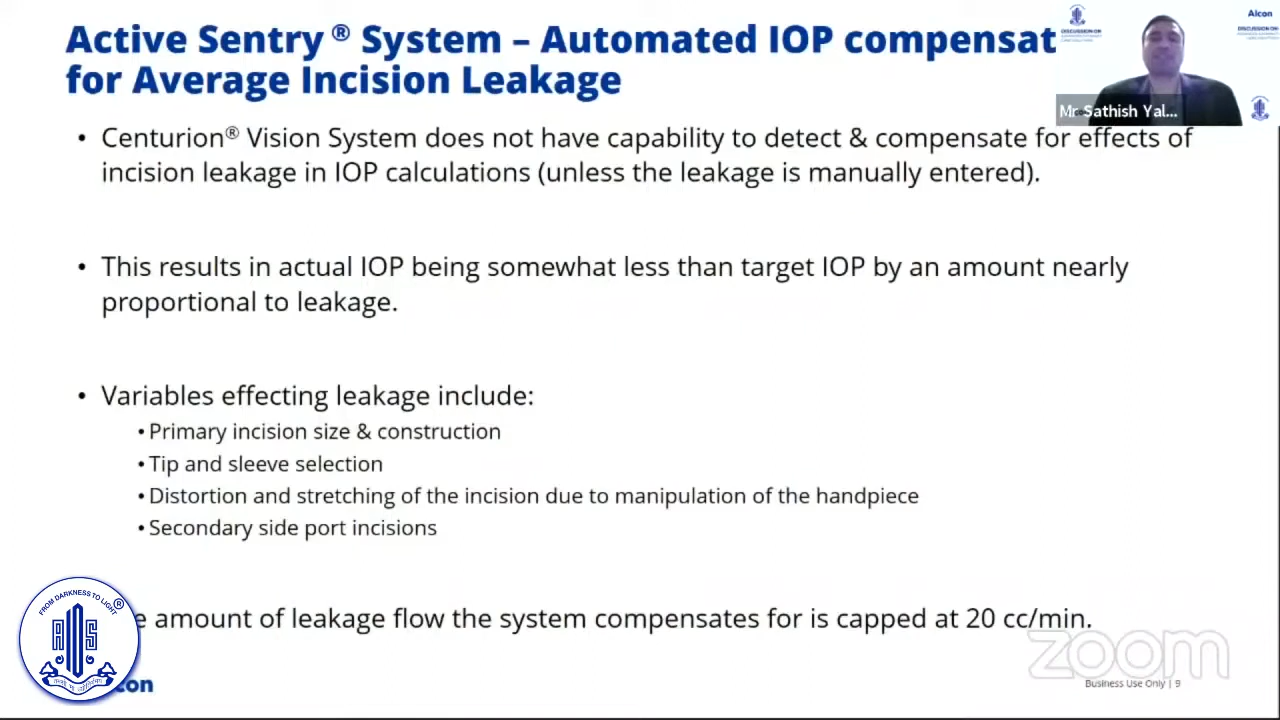 Active Sentry® System – Automated IOP compensat
for Average Incision Leakage
Alcon
DISCUSSION ON
DISCUSSION ON
Mr Sathish Yal...
• Centurion® Vision System does not have capability to detect & compensate for effects of
incision leakage in IOP calculations (unless the leakage is manually entered).
• This results in actual IOP being somewhat less than target IOP by an amount nearly
proportional to leakage.
• Variables effecting leakage include:
• Primary incision size & construction
• Tip and sleeve selection
• Distortion and stretching of the incision due to manipulation of the handpiece
• Secondary side port incisions
e amount of leakage flow the system compensates for is capped at 20 cc/min.
FROM DARKNESS TO LIGHT ®
zoom
con
Business Use Only | 9